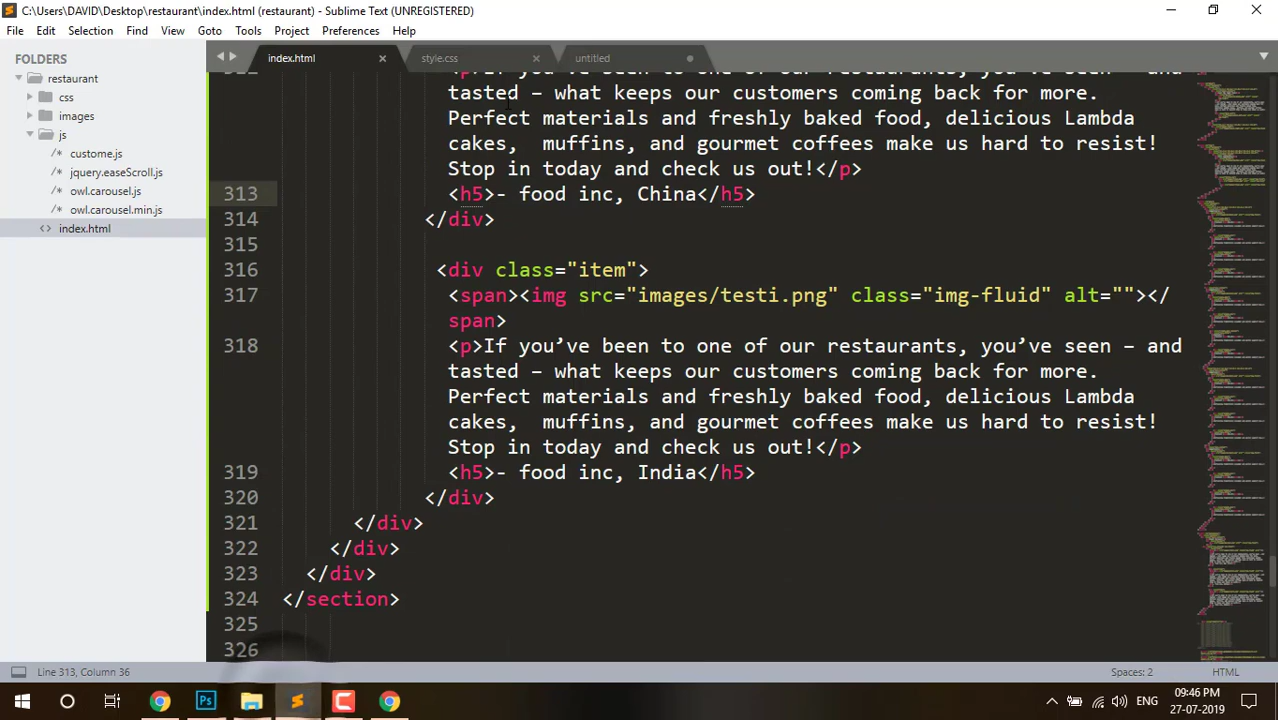 C:\Users\DAVID\Desktop\restaurant\index.html (restaurant) - Sublime Text (UNREGISTERED)
File Edit Selection Find View Goto Tools Project Preferences Help
FOLDERS
restaurant
css
images
js
/* custome.js
/* jquery.easeScroll.js
/* owl.carousel.js
/* owl.carousel.min.js
<> index.html
index.html style.css untitled
tasted – what keeps our customers coming back for more.
Perfect materials and freshly baked food, delicious Lambda
cakes,  muffins, and gourmet coffees make us hard to resist!
Stop in today and check us out!</p>
313 <h5>- food inc, China</h5>
314 </div>
315
316 <div class="item">
317 <span><img src="images/testi.png" class="img-fluid" alt=""></
span>
318 <p>If you’ve been to one of our restaurants, you’ve seen – and
tasted – what keeps our customers coming back for more.
Perfect materials and freshly baked food, delicious Lambda
cakes,  muffins, and gourmet coffees make us hard to resist!
Stop in today and check us out!</p>
319 <h5>- food inc, India</h5>
320 </div>
321 </div>
322 </div>
323 </div>
324 </section>
325
326
Line 313, Column 36 Spaces: 2 HTML
Ps ENG 09:46 PM
27-07-2019